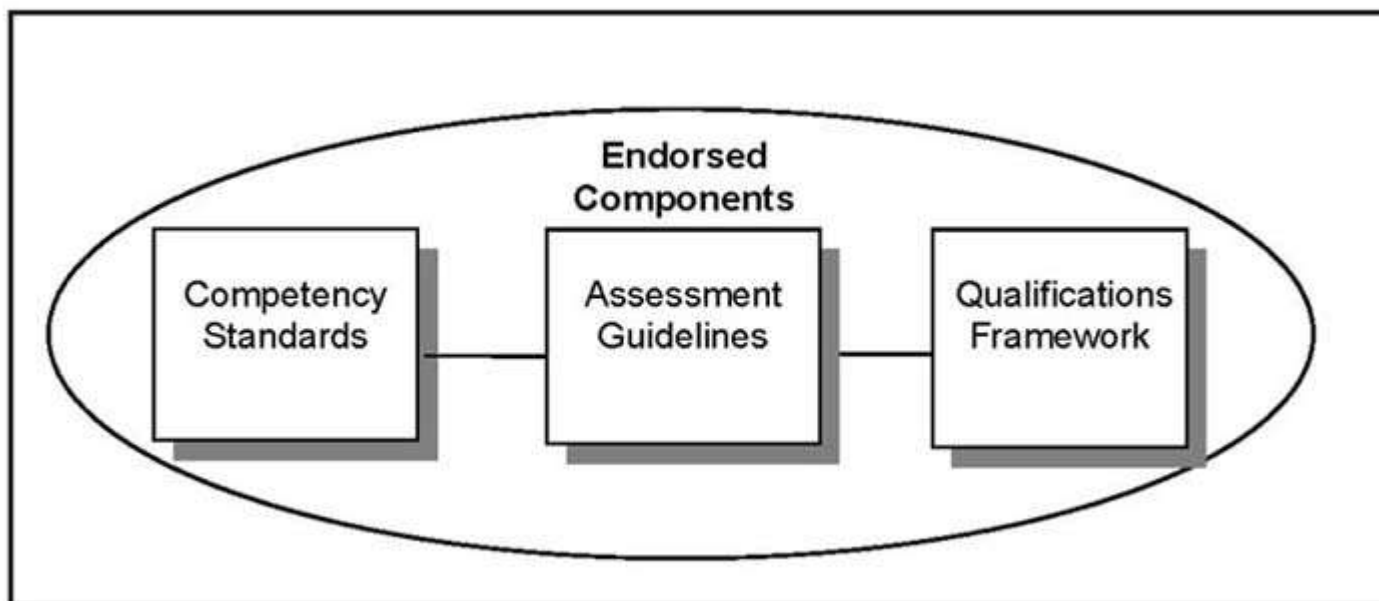 Endorsed
Components
Competency
Standards
Assessment
Guidelines
Qualifications
Framework